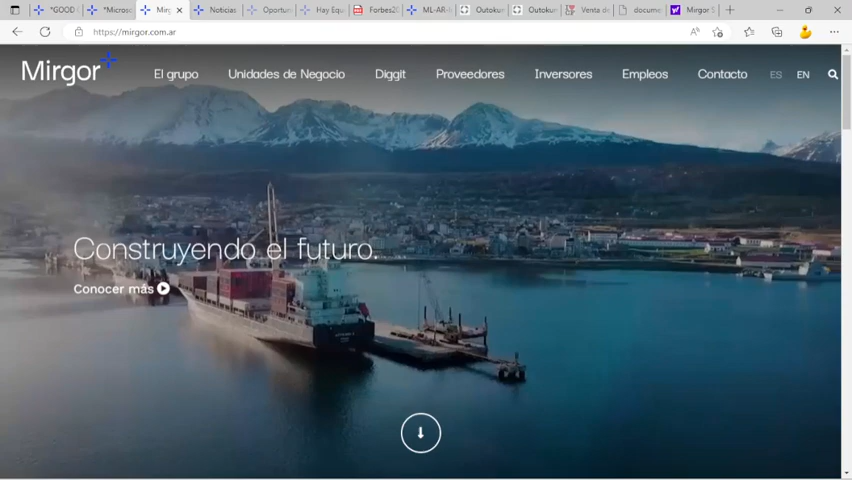 *GOOD
*Micros
Mirg
Noticias
Oportun
Hay Equ
Forbes20
ML-AR-I
Outokun
Outokun
Venta de
docume
Mirgor S
https://mirgor.com.ar
Mirgor
El grupo
Unidades de Negocio
Diggit
Proveedores
Inversores
Empleos
Contacto
ES
EN
Construyendo el futuro.
Conocer más